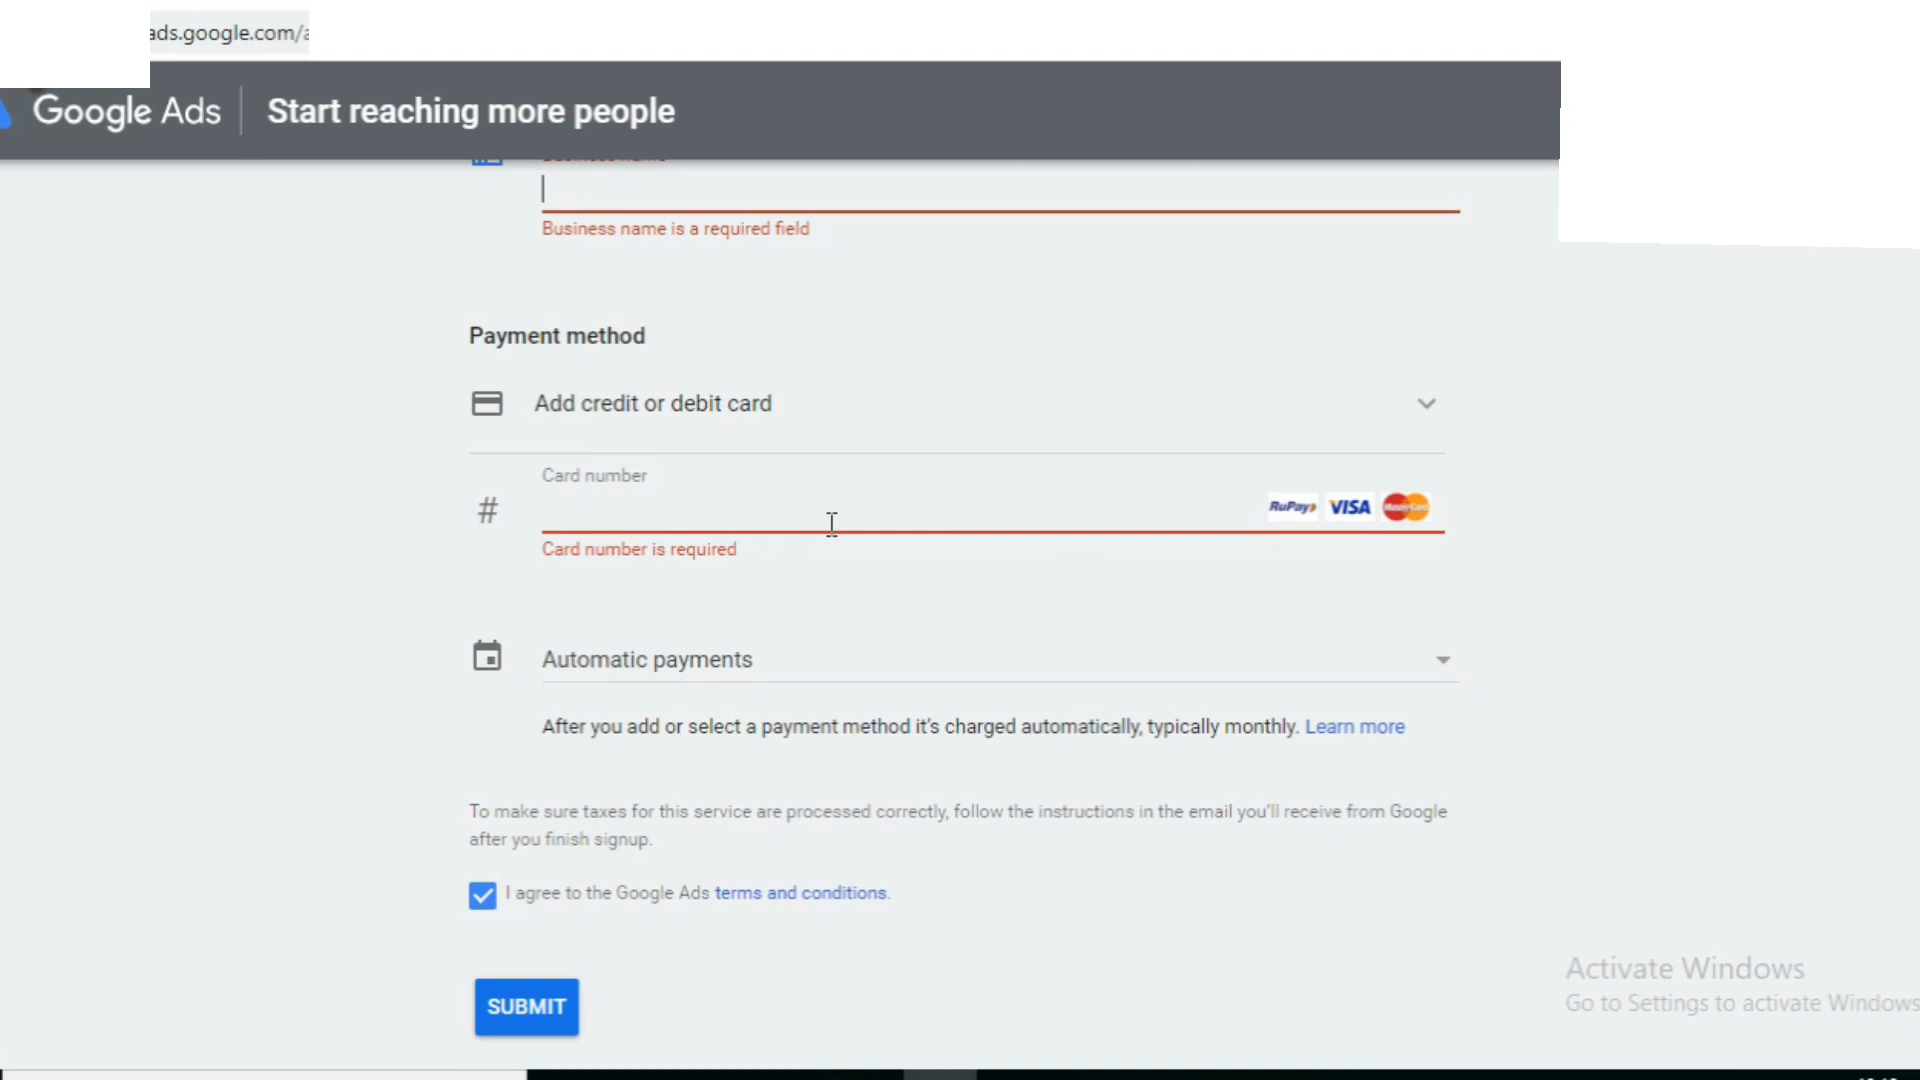 ads.google.com/a
Google Ads
Start reaching more people
Business name is a required field
Payment method
Add credit or debit card
Card number
#
RuPay VISA MasterCard
Card number is required
Automatic payments
After you add or select a payment method it's charged automatically, typically monthly. Learn more
To make sure taxes for this service are processed correctly, follow the instructions in the email you'll receive from Google
after you finish signup.
I agree to the Google Ads terms and conditions.
SUBMIT
Activate Windows
Go to Settings to activate Windows